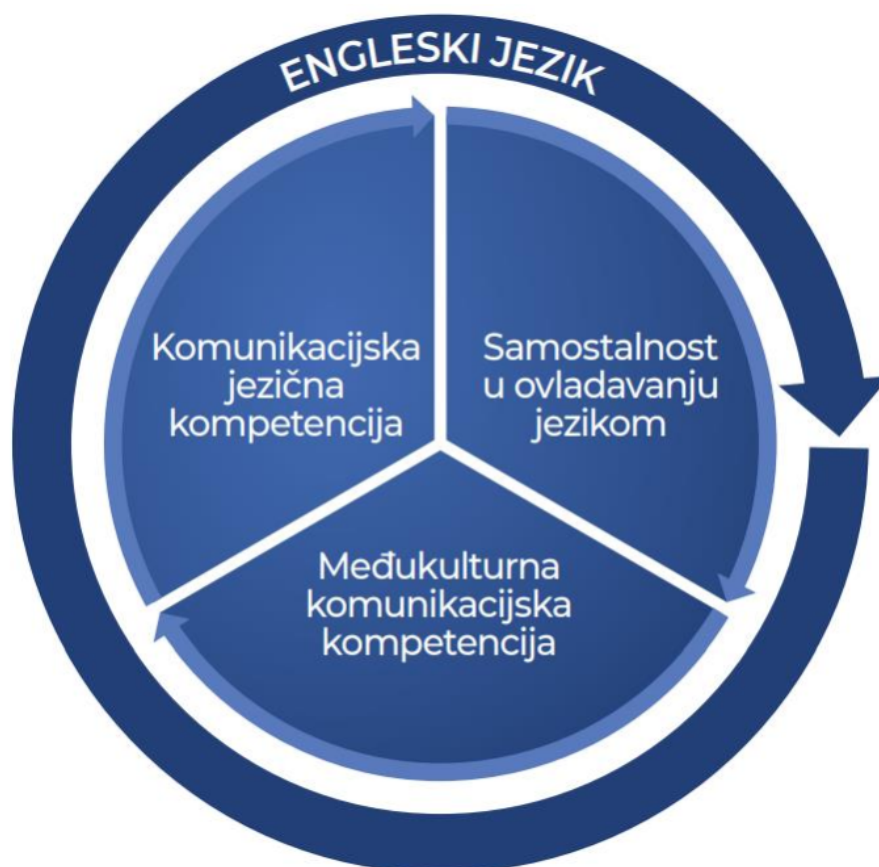 ENGLESKI JEZIK
Komunikacijska
jezična
kompetencija
Samostalnost
u ovladavanju
jezikom
Međukulturna
komunikacijska
kompetencija